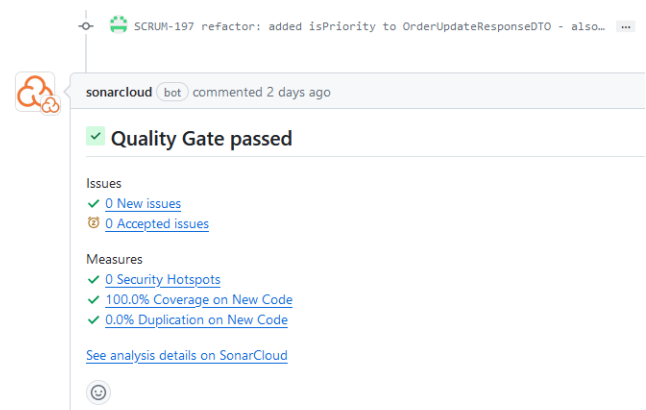 SCRUM-197 refactor: added isPriority to OrderUpdateResponseDTO - also… …
sonarcloud bot commented 2 days ago
Quality Gate passed
Issues
0 New issues
0 Accepted issues
Measures
0 Security Hotspots
100.0% Coverage on New Code
0.0% Duplication on New Code
See analysis details on SonarCloud